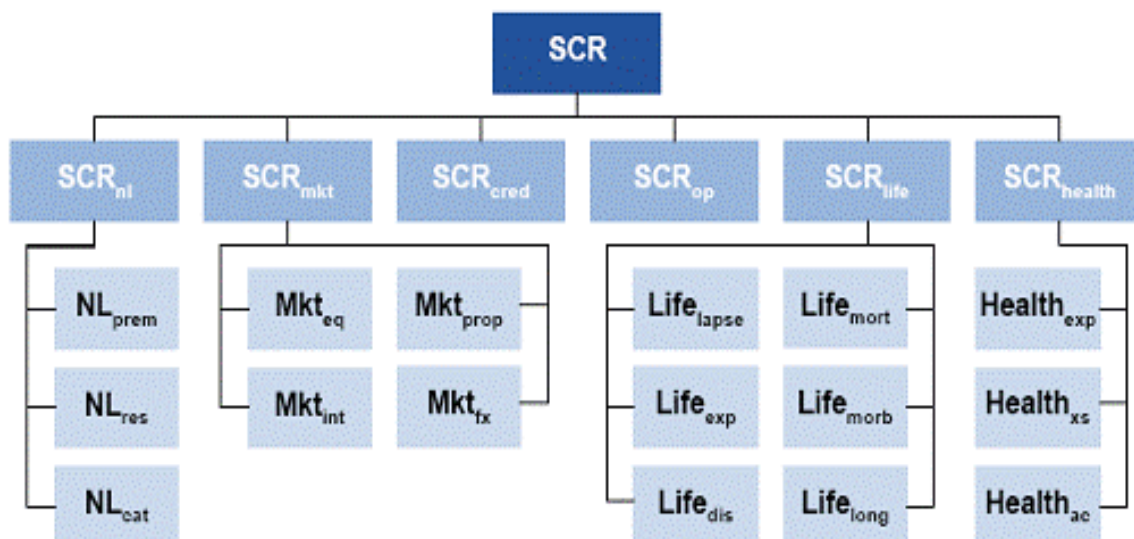 SCR
SCRnl SCRmkt SCRcred SCRop SCRlife SCRhealth
NLprem Mkteq Mktprop Lifelapse Lifemort Healthexp
NLres Mktint Mktfx Lifeexp Lifemorb Healthxs
NLcat Lifedis Lifelong Healthac